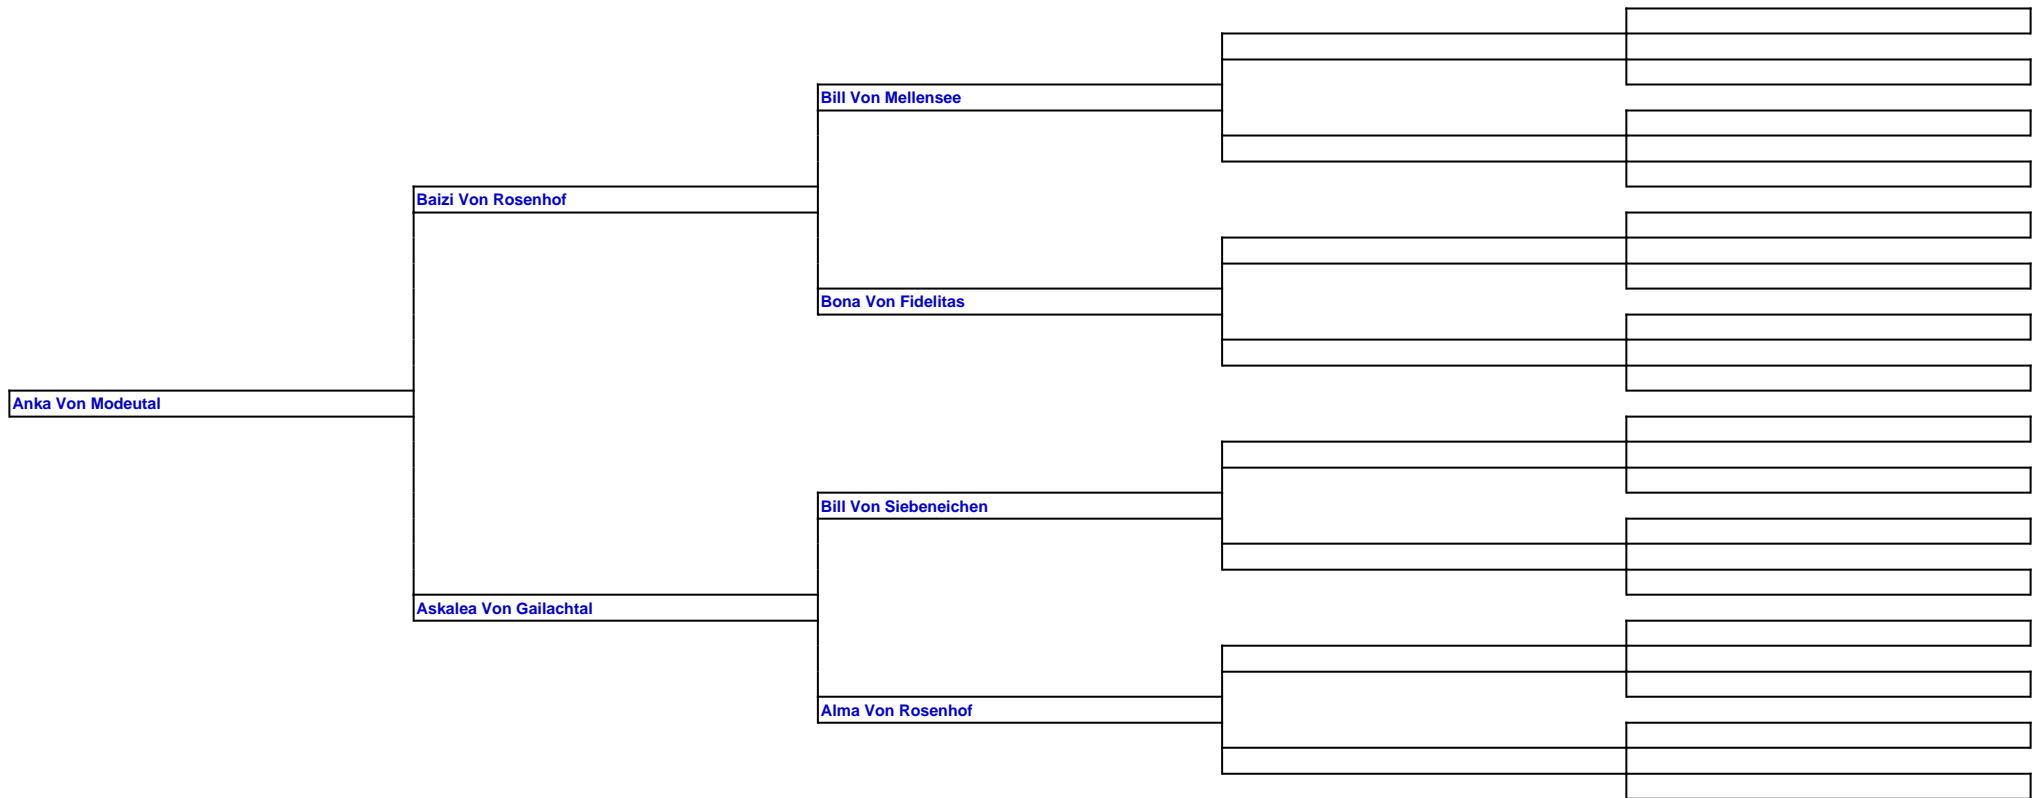 Bill Von Mellensee
Baizi Von Rosenhof
Bona Von Fidelitas
Anka Von Modeutal
Bill Von Siebeneichen
Askalea Von Gailachtal
Alma Von Rosenhof